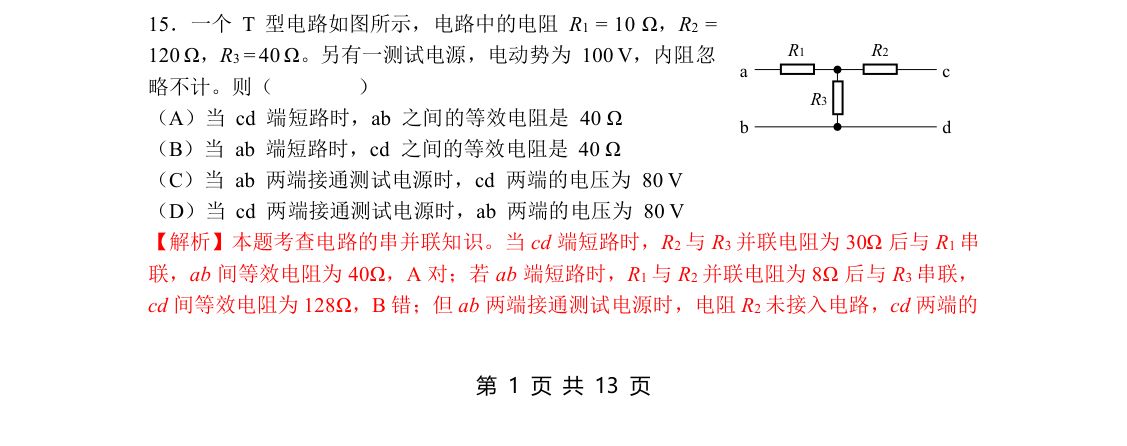 15．一个 T 型电路如图所示，电路中的电阻 R1 = 10 Ω，R2 =
120 Ω，R3 = 40 Ω。另有一测试电源，电动势为 100 V，内阻忽
略不计。则（    ）
（A）当 cd 端短路时，ab 之间的等效电阻是 40 Ω
（B）当 ab 端短路时，cd 之间的等效电阻是 40 Ω
（C）当 ab 两端接通测试电源时，cd 两端的电压为 80 V
（D）当 cd 两端接通测试电源时，ab 两端的电压为 80 V
R1 R2
a c
R3
b d
【解析】本题考查电路的串并联知识。当 cd 端短路时，R2 与 R3 并联电阻为 30Ω 后与 R1 串
联，ab 间等效电阻为 40Ω，A 对；若 ab 端短路时，R1 与 R2 并联电阻为 8Ω 后与 R3 串联，
cd 间等效电阻为 128Ω，B 错；但 ab 两端接通测试电源时，电阻 R2 未接入电路，cd 两端的
第 1 页 共 13 页